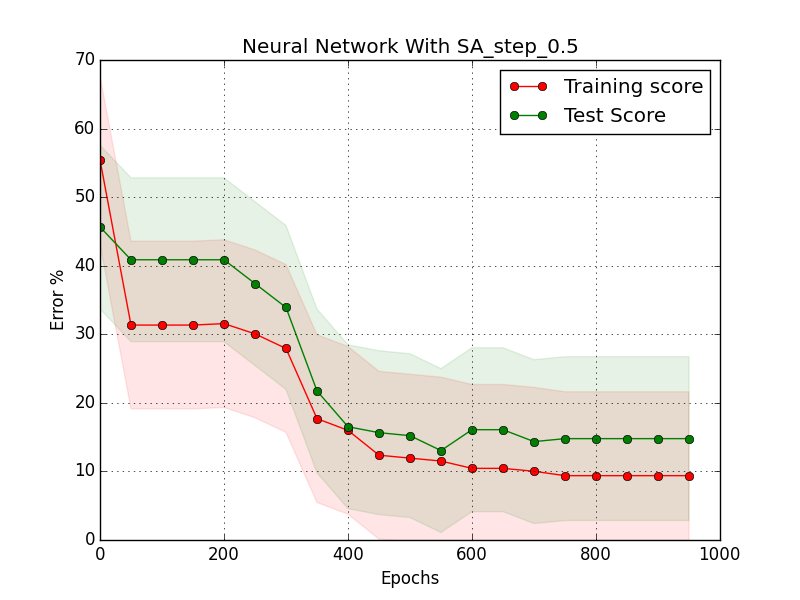 Neural Network With SA_step_0.5
Training score
Test Score
70
60
50
40
30
20
10
0
Error %
0 200 400 600 800 1000
Epochs